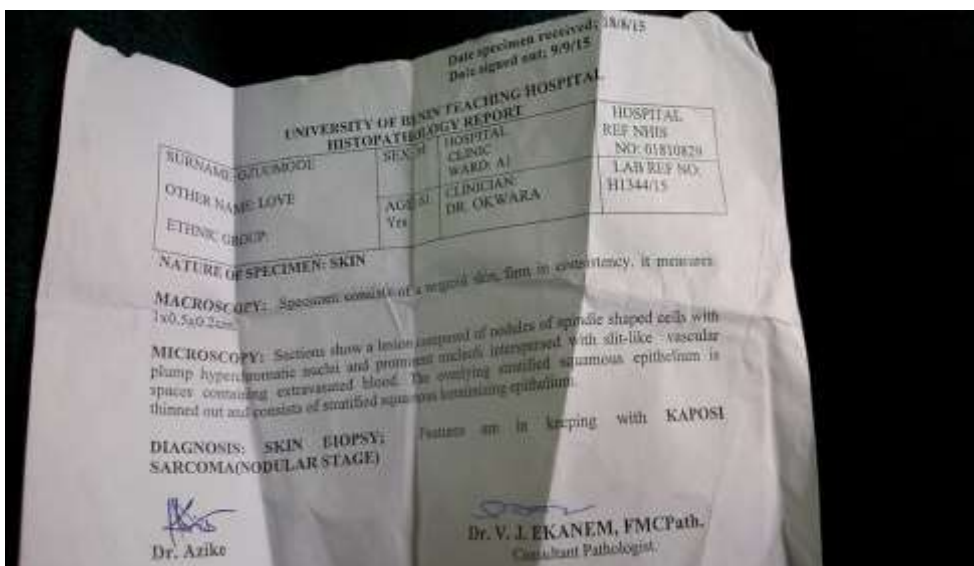 Date specimen received: 18/8/15
Date signed out: 9/9/15
UNIVERSITY OF BENIN TEACHING HOSPITAL
HISTOPATHOLOGY REPORT
SURNAME:
OTHER NAME: LOVE
ETHNIC GROUP:
SEX:
AGE:
Yrs
HOSPITAL
CLINIC
WARD: A1
CLINICIAN:
DR. OKWARA
HOSPITAL
REF NHIS
NO: 01810829
LAB REF NO:
H1344/15
NATURE OF SPECIMEN: SKIN
MACROSCOPY: Specimen consists of a skin, firm in consistency, it measures
1x0.5x0.2cm
MICROSCOPY: Sections show a lesion composed of nodules of spindle shaped cells with
plump hyperchromatic nuclei and prominent nucleoli interspersed with slit-like vascular
spaces containing extravasated blood. The overlying stratified squamous epithelium is
thinned out and consists of stratified squamous keratinizing epithelium.
DIAGNOSIS: SKIN BIOPSY: Features are in keeping with KAPOSI
SARCOMA(NODULAR STAGE)
Dr. Azike
Dr. V. J. EKANEM, FMCPath.
Consultant Pathologist.